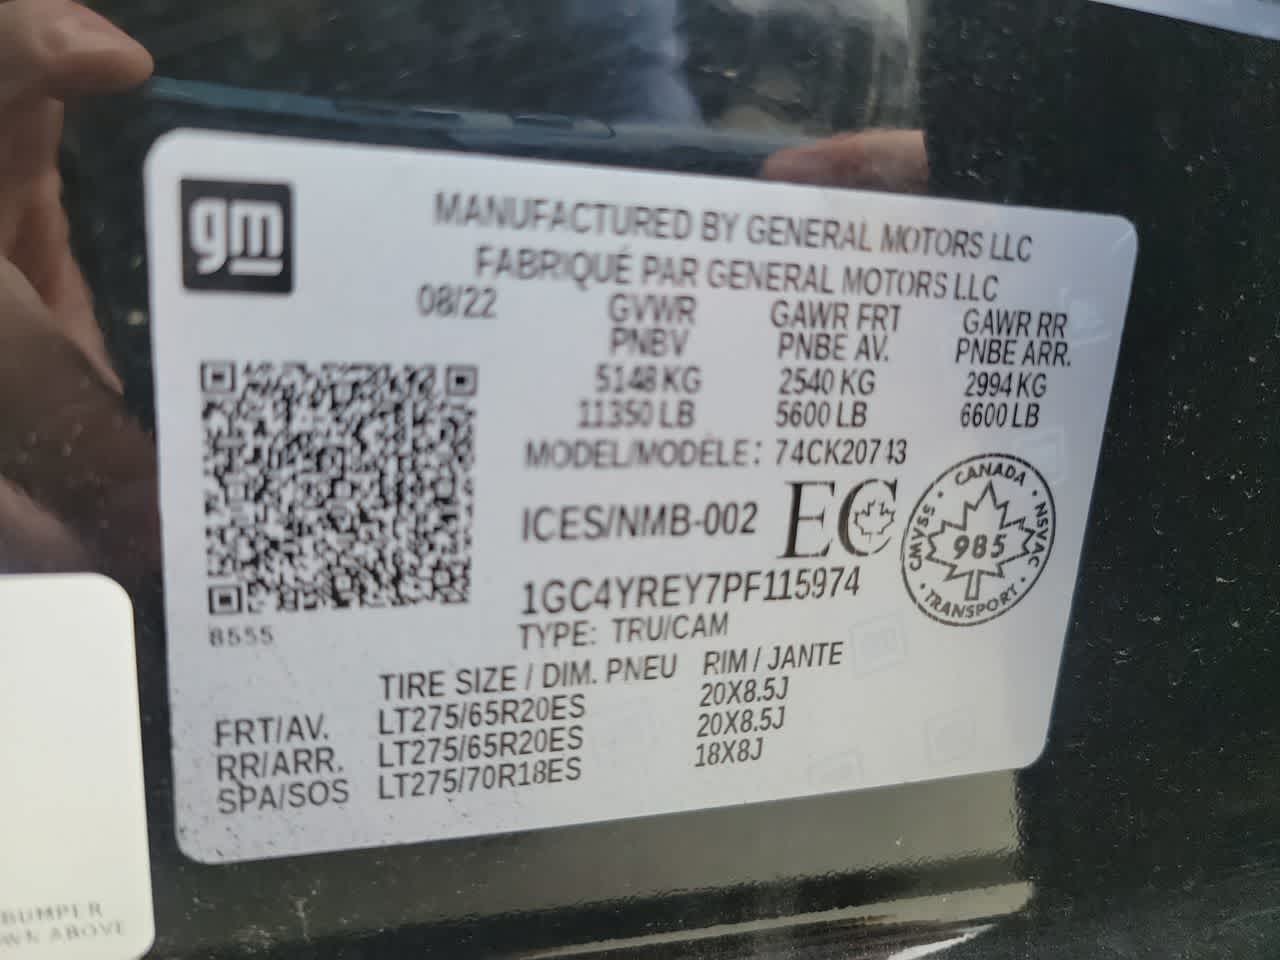 gm
MANUFACTURED BY GENERAL MOTORS LLC
FABRIQUÉ PAR GENERAL MOTORS LLC
08/22 GVWR GAWR FRT GAWR RR
PNBV PNBE AV. PNBE ARR.
5148 KG 2540 KG 2994 KG
11350 LB 5600 LB 6600 LB
MODEL/MODÈLE: 74CK20743
ICES/NMB-002 EC
CANADA · NSVAC · TRANSPORT · CMVSS ·
985
1GC4YREY7PF115974
8555
TYPE: TRU/CAM
TIRE SIZE / DIM. PNEU RIM / JANTE
FRT/AV. LT275/65R20ES 20X8.5J
RR/ARR. LT275/65R20ES 20X8.5J
SPA/SOS LT275/70R18ES 18X8J
BUMPER
WN ABOVE